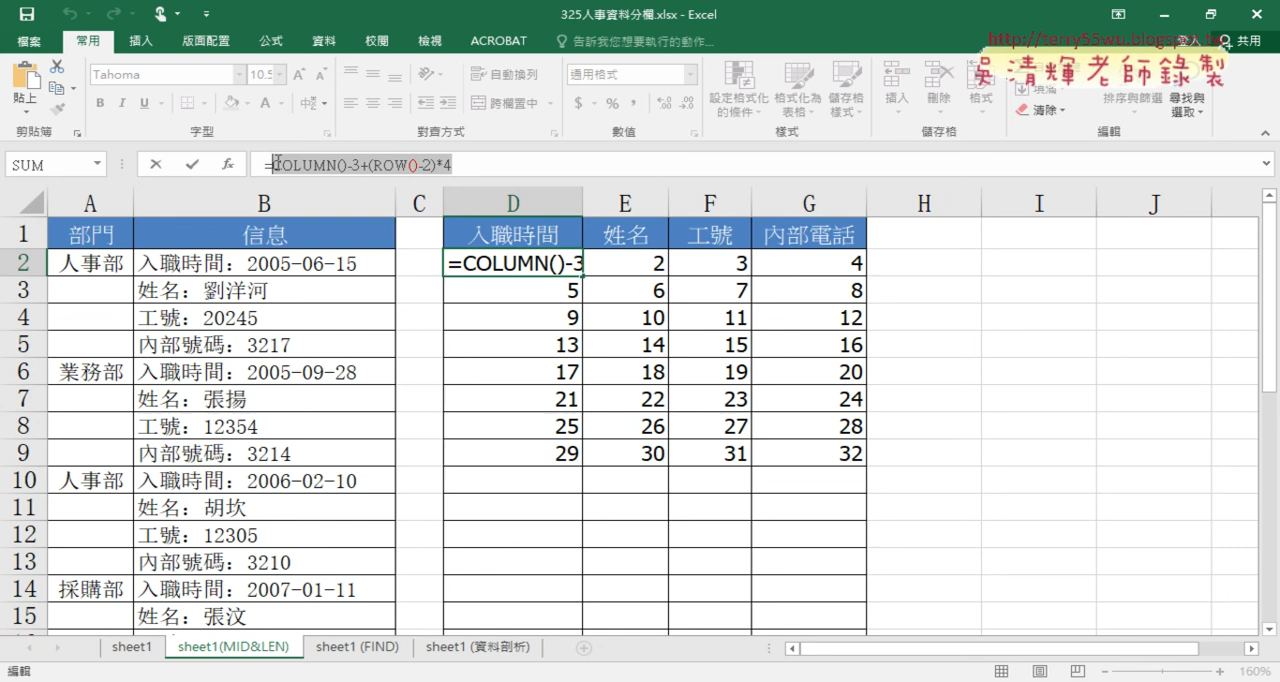 325人事資料分欄.xlsx - Excel
檔案 常用 插入 版面配置 公式 資料 校閱 檢視 ACROBAT 告訴我您想要執行的動作... 登入 共用
http://terry55wu.blogspot.tw
吳清輝老師錄製
貼上 Tahoma 10.5 自動換列 通用格式 設定格式化的條件 格式化為表格 儲存格樣式 插入 刪除 格式 填滿 清除 排序與篩選 尋找與選取
B I U A 中 跨欄置中 $ %
剪貼簿 字型 對齊方式 數值 樣式 儲存格 編輯
SUM fx =COLUMN()-3+(ROW()-2)*4
A B C D E F G H I J
1 部門 信息 入職時間 姓名 工號 內部電話
2 人事部 入職時間：2005-06-15 =COLUMN()-3 2 3 4
3 姓名：劉洋河 5 6 7 8
4 工號：20245 9 10 11 12
5 內部號碼：3217 13 14 15 16
6 業務部 入職時間：2005-09-28 17 18 19 20
7 姓名：張揚 21 22 23 24
8 工號：12354 25 26 27 28
9 內部號碼：3214 29 30 31 32
10 人事部 入職時間：2006-02-10
11 姓名：胡坎
12 工號：12305
13 內部號碼：3210
14 採購部 入職時間：2007-01-11
15 姓名：張汶
sheet1 sheet1(MID&LEN) sheet1 (FIND) sheet1 (資料剖析)
編輯 160%